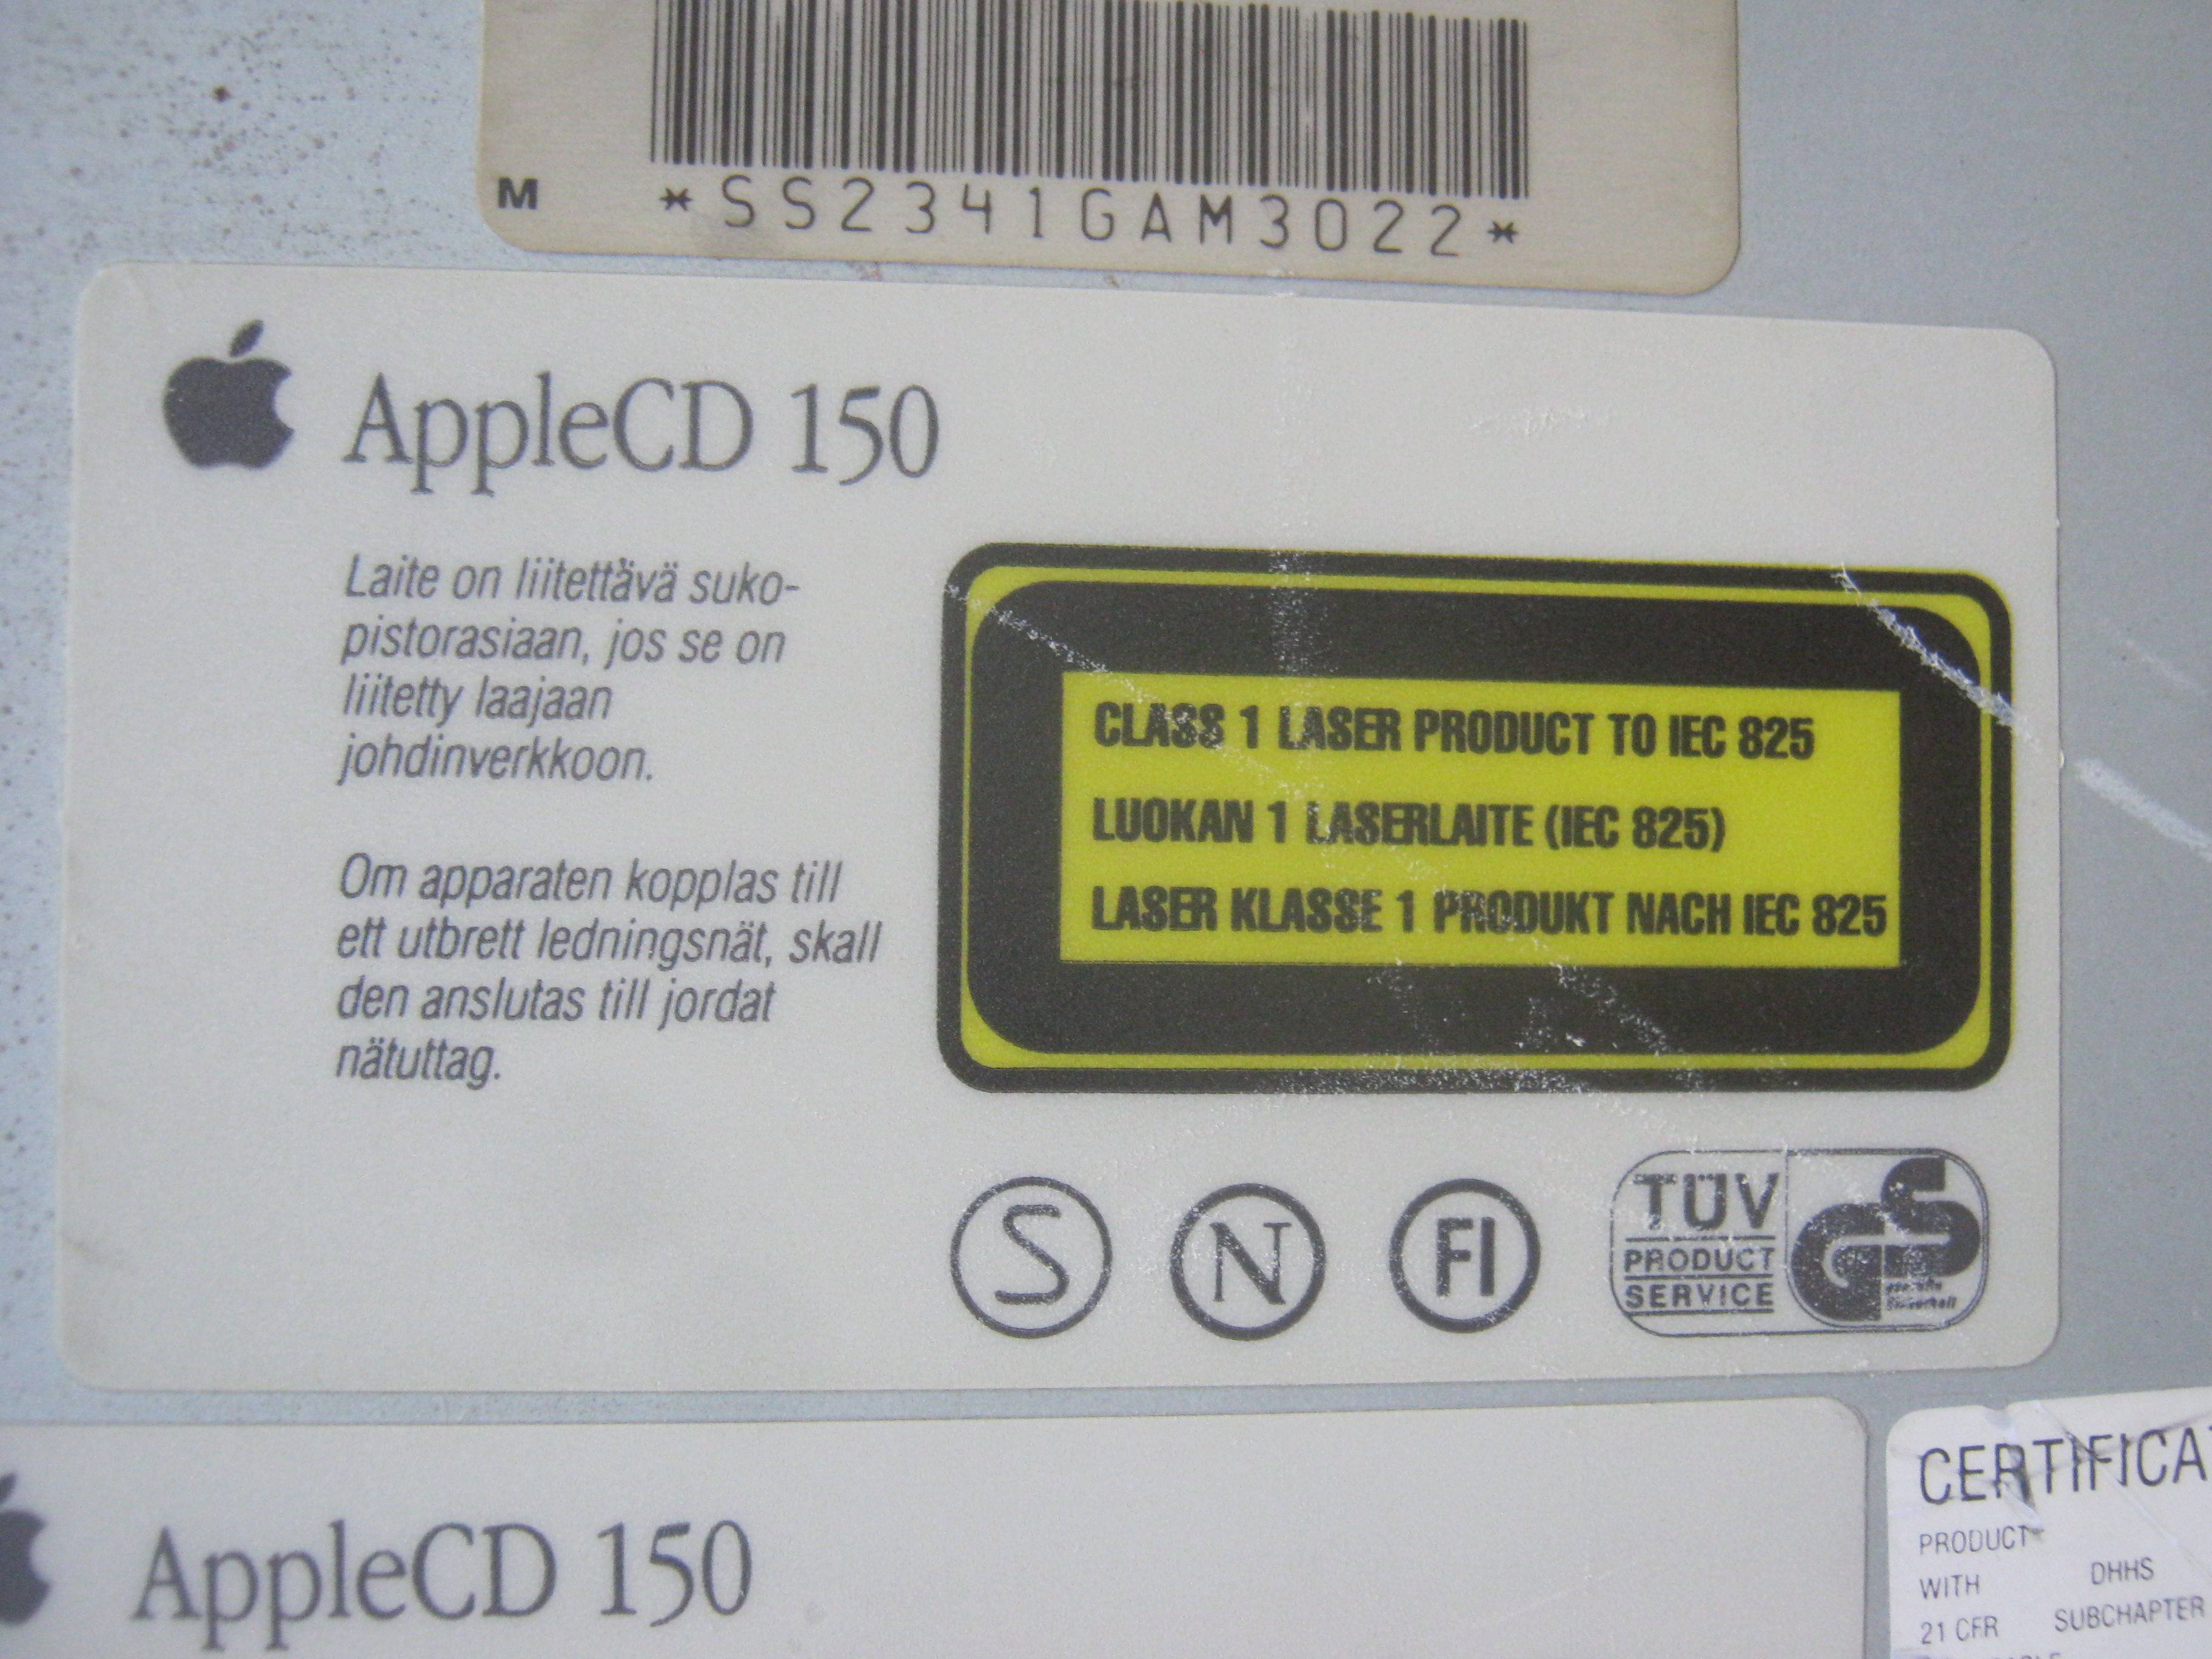 M *SS2341GAM3022*
AppleCD 150
Laite on liitettävä suko-
pistorasiaan, jos se on
liitetty laajaan
johdinverkkoon.
Om apparaten kopplas till
ett utbrett ledningsnät, skall
den anslutas till jordat
nätuttag.
CLASS 1 LASER PRODUCT TO IEC 825
LUOKAN 1 LASERLAITE (IEC 825)
LASER KLASSE 1 PRODUKT NACH IEC 825
S N FI
TÜV
PRODUCT
SERVICE
GS
AppleCD 150
CERTIFICA
PRODUCT
WITH DHHS
21 CFR SUBCHAPTER